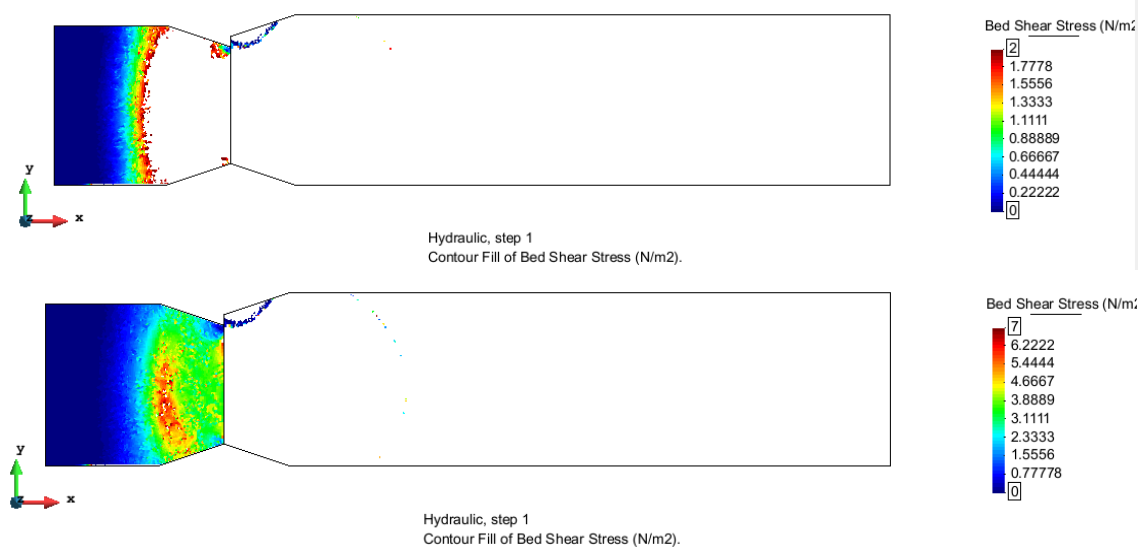 Bed Shear Stress (N/m2
2
1.7778
1.5556
1.3333
1.1111
0.88889
0.66667
0.44444
0.22222
0
y
z x
Hydraulic, step 1
Contour Fill of Bed Shear Stress (N/m2).
Bed Shear Stress (N/m2
7
6.2222
5.4444
4.6667
3.8889
3.1111
2.3333
1.5556
0.77778
0
y
z x
Hydraulic, step 1
Contour Fill of Bed Shear Stress (N/m2).